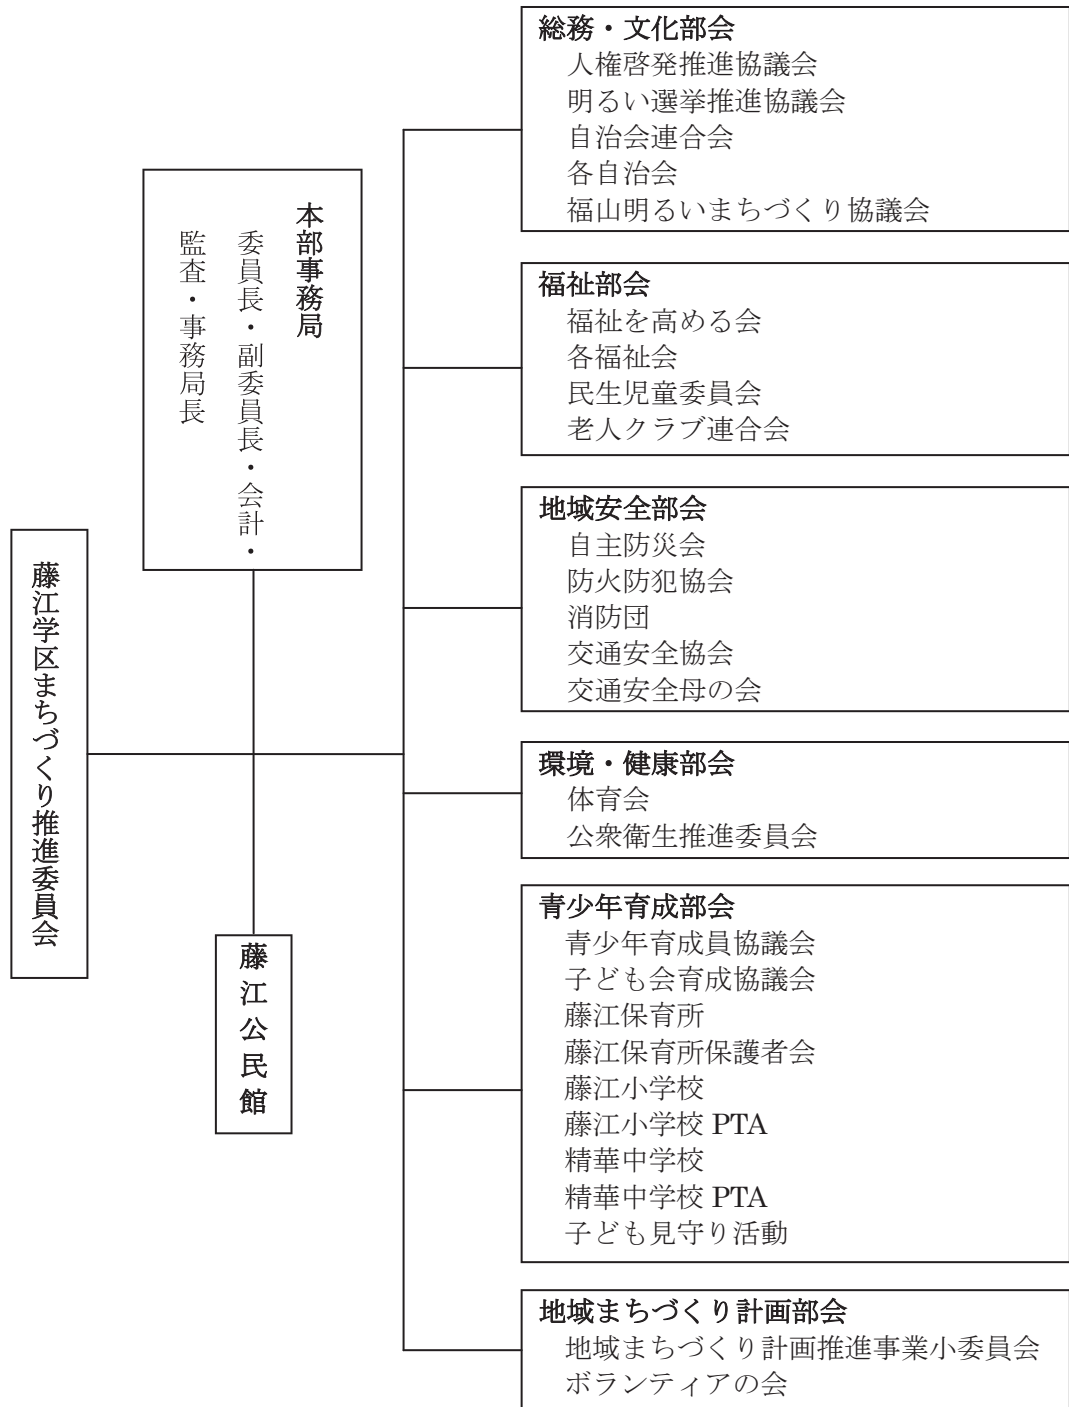 藤江学区まちづくり推進委員会
本部事務局
委員長・副委員長・会計・
監査・事務局長
藤江公民館
総務・文化部会
人権啓発推進協議会
明るい選挙推進協議会
自治会連合会
各自治会
福山明るいまちづくり協議会
福祉部会
福祉を高める会
各福祉会
民生児童委員会
老人クラブ連合会
地域安全部会
自主防災会
防火防犯協会
消防団
交通安全協会
交通安全母の会
環境・健康部会
体育会
公衆衛生推進委員会
青少年育成部会
青少年育成員協議会
子ども会育成協議会
藤江保育所
藤江保育所保護者会
藤江小学校
藤江小学校 PTA
精華中学校
精華中学校 PTA
子ども見守り活動
地域まちづくり計画部会
地域まちづくり計画推進事業小委員会
ボランティアの会